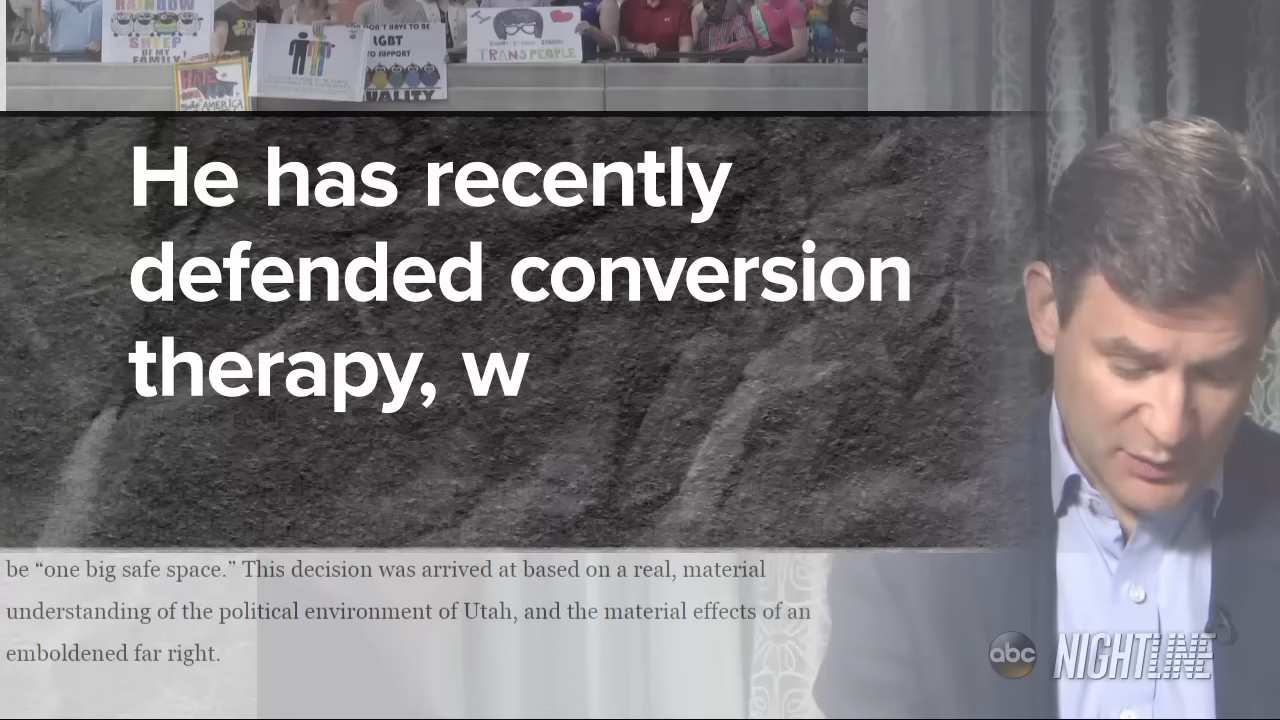 RAINBOW
SHEEP
OF MY
FAMILY
DON'T HAVE TO BE
LGBT
TO SUPPORT
I
TRANS PEOPLE
AMERICA
He has recently
defended conversion
therapy, w
be “one big safe space.” This decision was arrived at based on a real, material
understanding of the political environment of Utah, and the material effects of an
emboldened far right.
abc NIGHTLINE